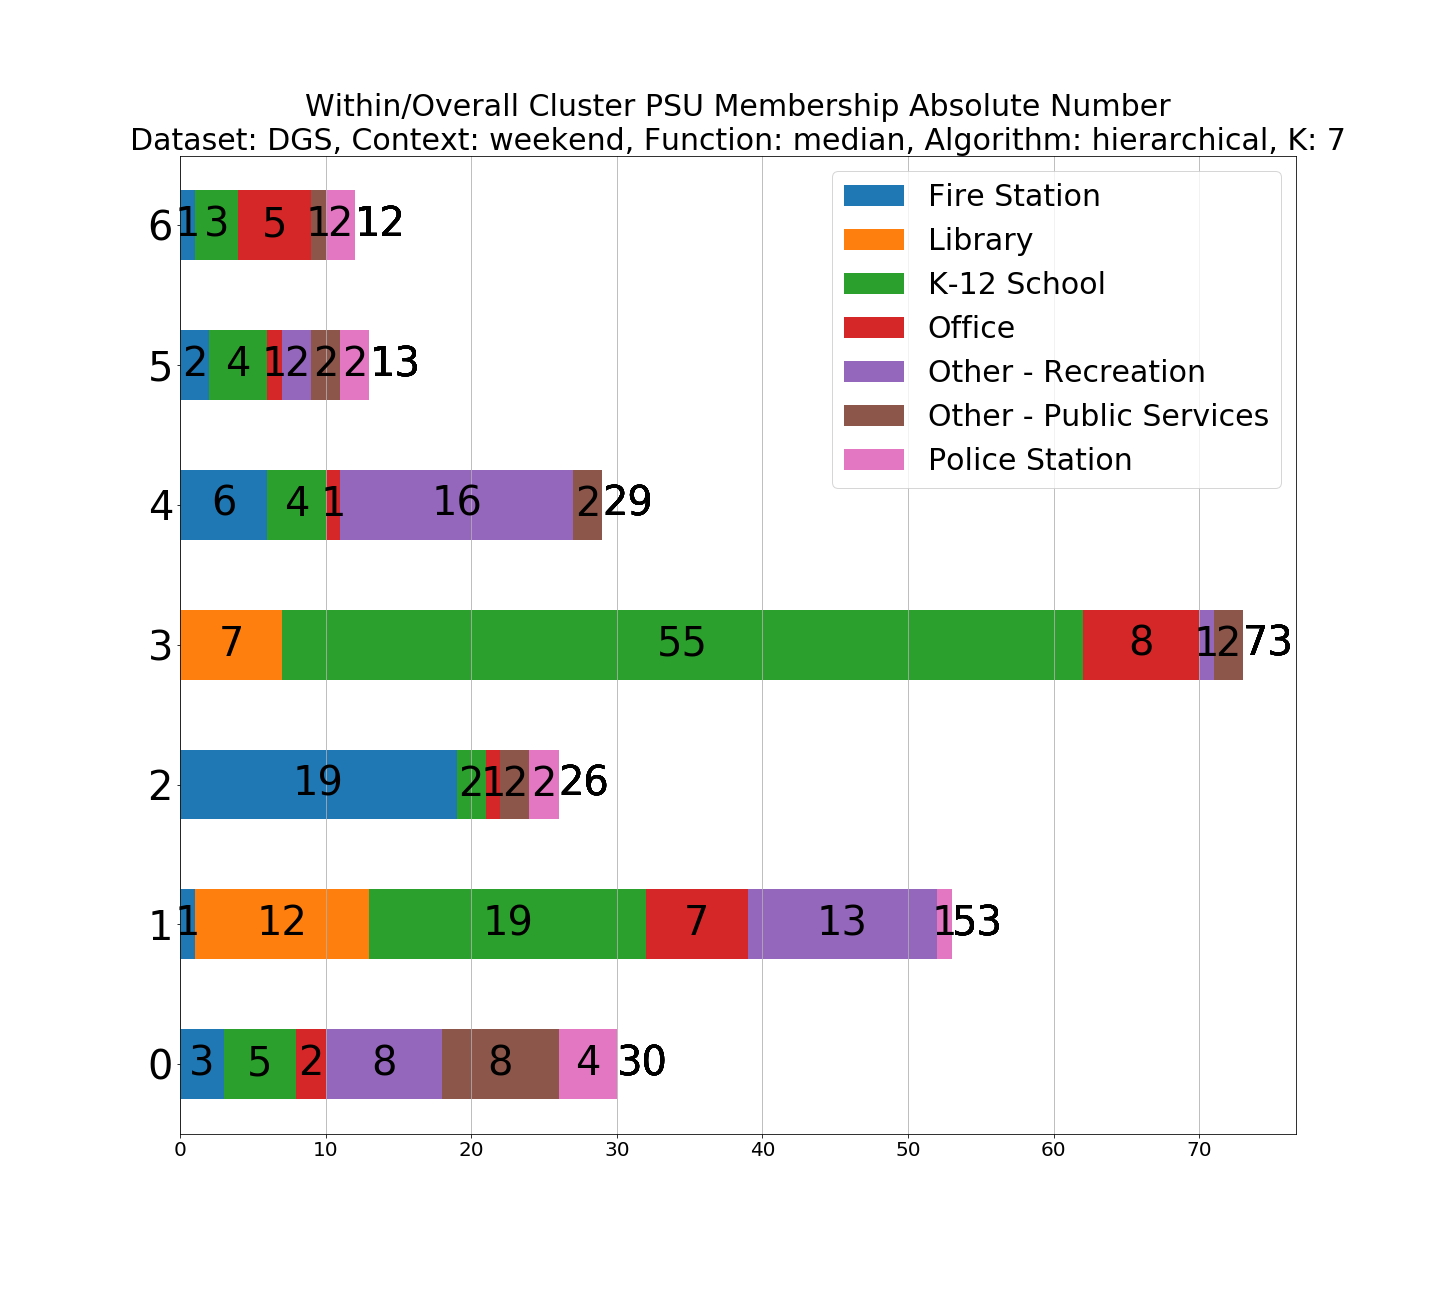 Within/Overall Cluster PSU Membership Absolute Number
Dataset: DGS, Context: weekend, Function: median, Algorithm: hierarchical, K: 7
Fire Station
Library
K-12 School
Office
Other - Recreation
Other - Public Services
Police Station
6 1 3 5 1 2 12
5 2 4 1 2 2 2 13
4 6 4 1 16 2 29
3 7 55 8 1 2 73
2 19 2 1 2 2 26
1 1 12 19 7 13 1 53
0 3 5 2 8 8 4 30
0 10 20 30 40 50 60 70